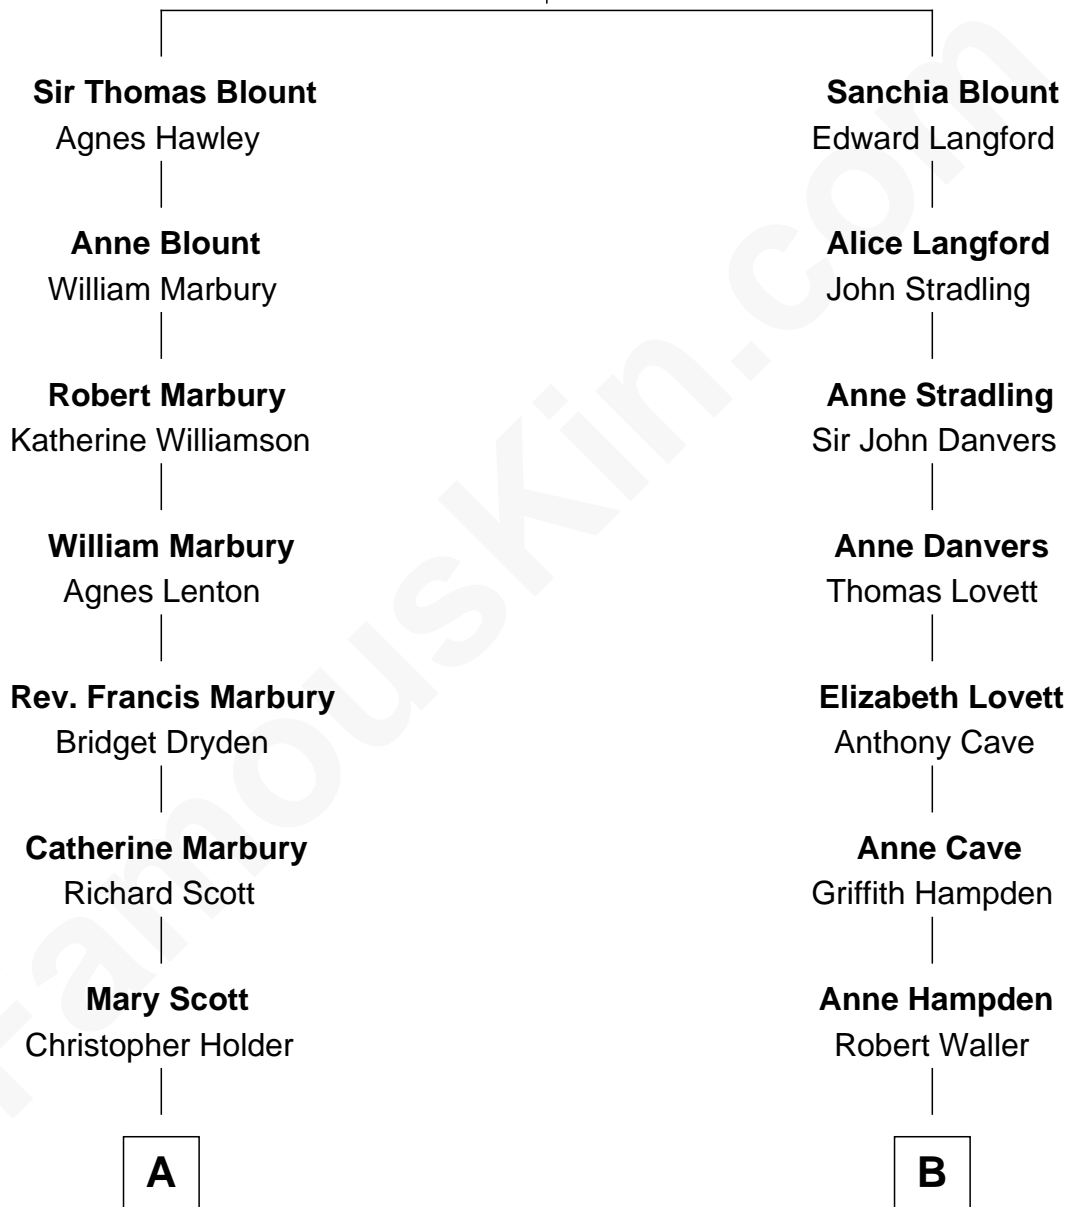 Sir Thomas Blount
Agnes Hawley
Anne Blount
William Marbury
Robert Marbury
Katherine Williamson
William Marbury
Agnes Lenton
Rev. Francis Marbury
Bridget Dryden
Catherine Marbury
Richard Scott
Mary Scott
Christopher Holder
A
Sanchia Blount
Edward Langford
Alice Langford
John Stradling
Anne Stradling
Sir John Danvers
Anne Danvers
Thomas Lovett
Elizabeth Lovett
Anthony Cave
Anne Cave
Griffith Hampden
Anne Hampden
Robert Waller
B
FamousKin.com